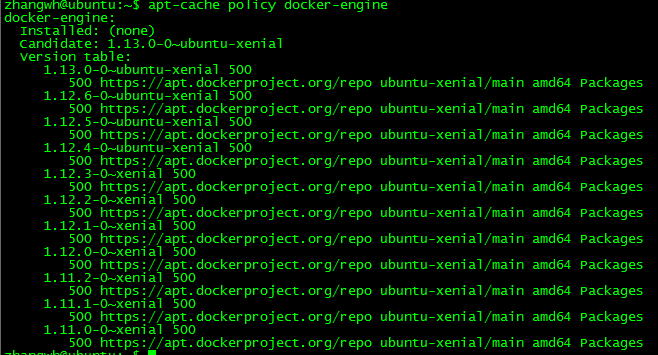 zhangwh@ubuntu:~$ apt-cache policy docker-engine
docker-engine:
  Installed: (none)
  Candidate: 1.13.0-0~ubuntu-xenial
  Version table:
     1.13.0-0~ubuntu-xenial 500
        500 https://apt.dockerproject.org/repo ubuntu-xenial/main amd64 Packages
     1.12.6-0~ubuntu-xenial 500
        500 https://apt.dockerproject.org/repo ubuntu-xenial/main amd64 Packages
     1.12.5-0~ubuntu-xenial 500
        500 https://apt.dockerproject.org/repo ubuntu-xenial/main amd64 Packages
     1.12.4-0~ubuntu-xenial 500
        500 https://apt.dockerproject.org/repo ubuntu-xenial/main amd64 Packages
     1.12.3-0~xenial 500
        500 https://apt.dockerproject.org/repo ubuntu-xenial/main amd64 Packages
     1.12.2-0~xenial 500
        500 https://apt.dockerproject.org/repo ubuntu-xenial/main amd64 Packages
     1.12.1-0~xenial 500
        500 https://apt.dockerproject.org/repo ubuntu-xenial/main amd64 Packages
     1.12.0-0~xenial 500
        500 https://apt.dockerproject.org/repo ubuntu-xenial/main amd64 Packages
     1.11.2-0~xenial 500
        500 https://apt.dockerproject.org/repo ubuntu-xenial/main amd64 Packages
     1.11.1-0~xenial 500
        500 https://apt.dockerproject.org/repo ubuntu-xenial/main amd64 Packages
     1.11.0-0~xenial 500
        500 https://apt.dockerproject.org/repo ubuntu-xenial/main amd64 Packages
zhangwh@ubuntu:~$